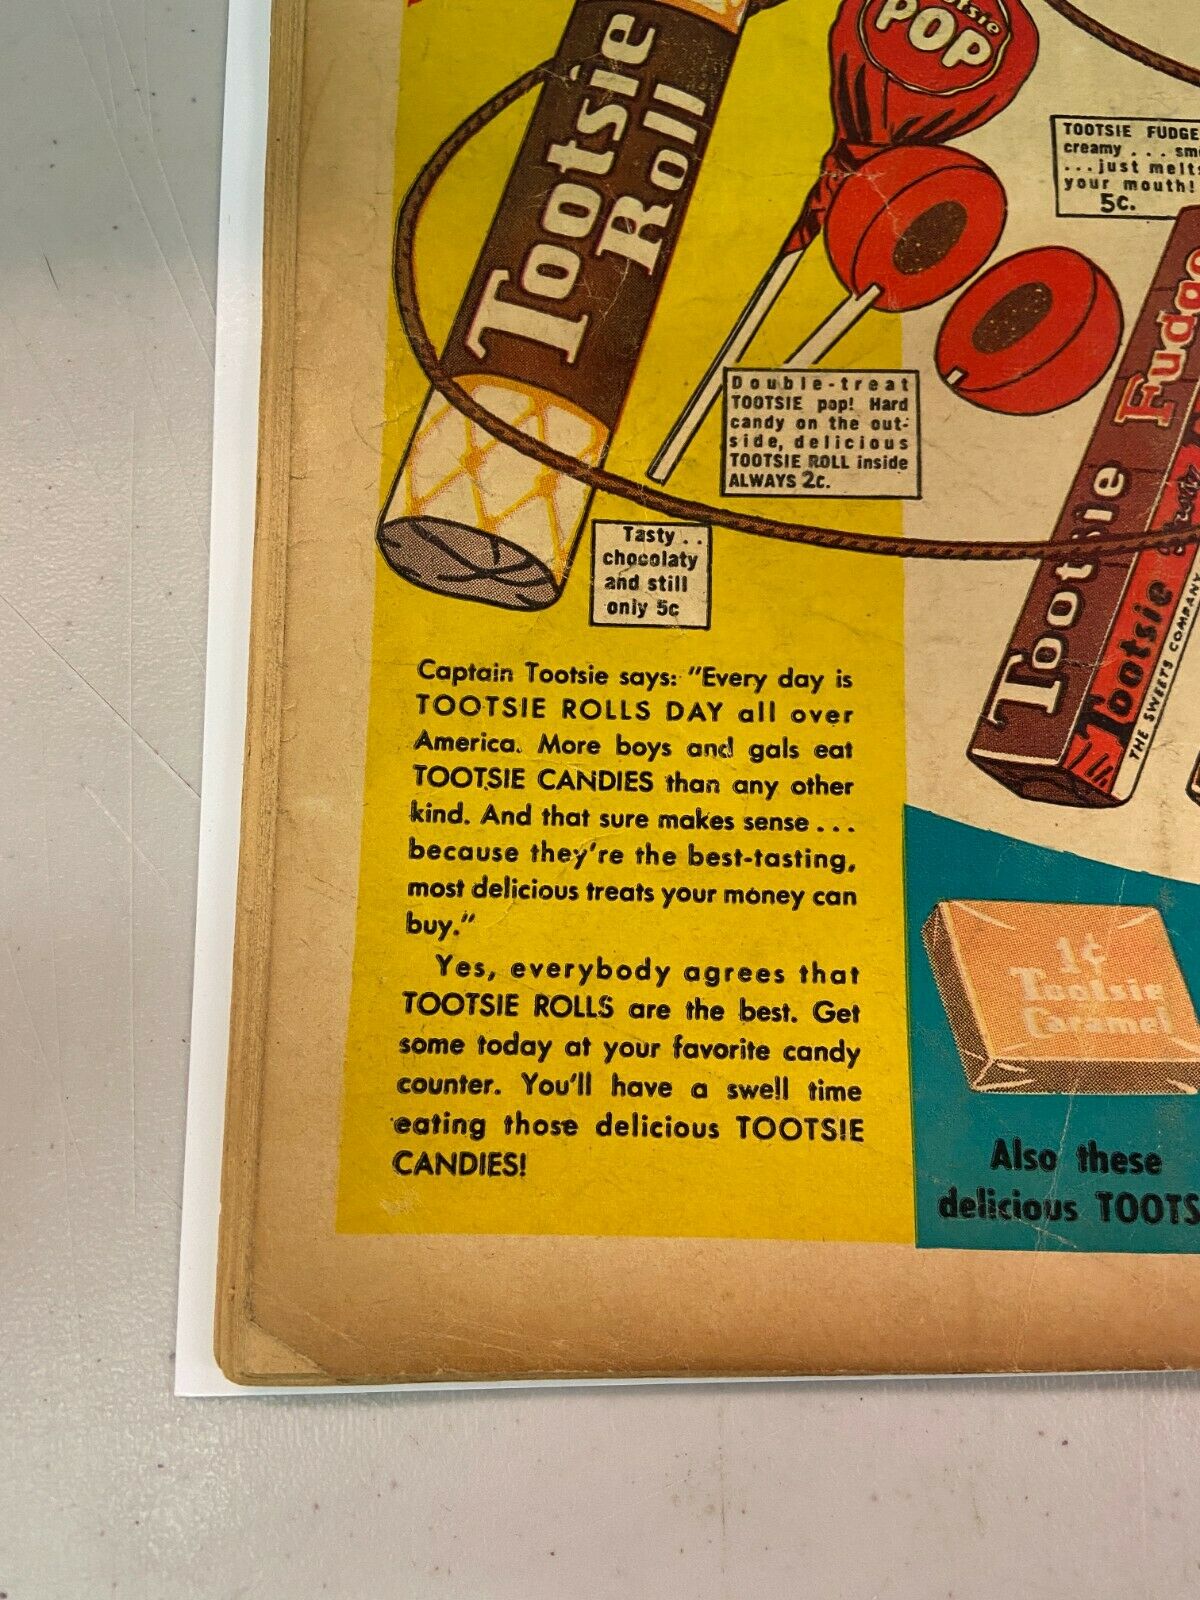 Tootsie
Roll
POP
TOOTSIE FUDGE
creamy . . .
. . . just melts
your mouth!
5c.
Double-treat
TOOTSIE pop! Hard
candy on the out-
side, delicious
TOOTSIE ROLL inside
ALWAYS 2c.
Tasty . .
chocolaty
and still
only 5c
Tootsie Fudge
Tootsie
THE SWEETS COMPANY
Captain Tootsie says: "Every day is
TOOTSIE ROLLS DAY all over
America. More boys and gals eat
TOOTSIE CANDIES than any other
kind. And that sure makes sense . . .
because they're the best-tasting,
most delicious treats your money can
buy."
Yes, everybody agrees that
TOOTSIE ROLLS are the best. Get
some today at your favorite candy
counter. You'll have a swell time
eating those delicious TOOTSIE
CANDIES!
1¢
Tootsie
Caramel
Also these
delicious TOOTS